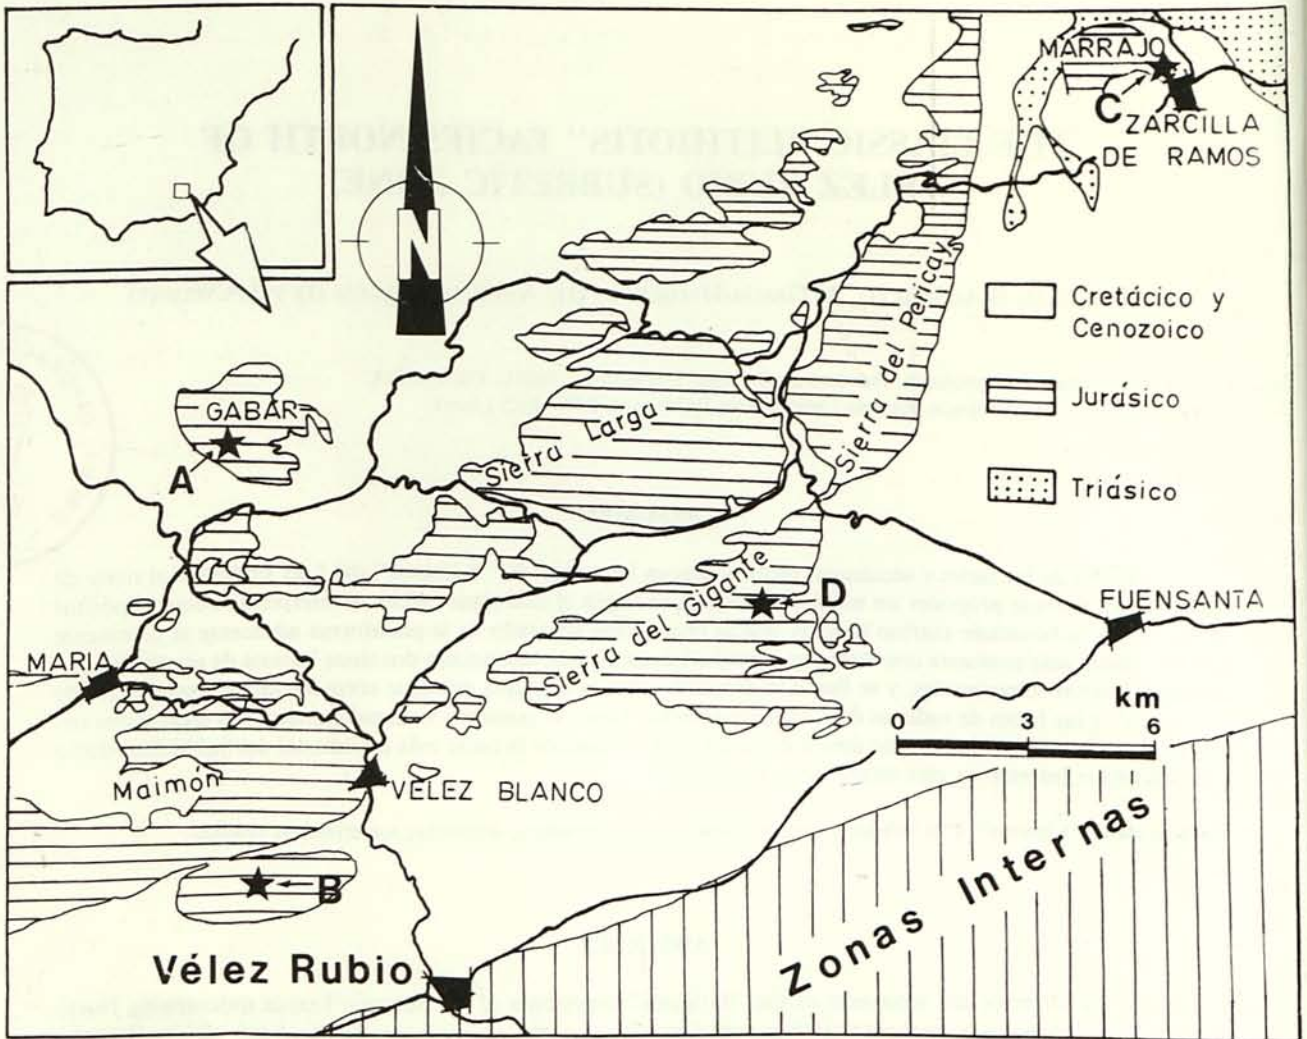 MARRAJO
C
ZARCILLA
DE RAMOS
N
Cretácico y
Cenozoico
Jurásico
Triásico
Sierra del Pericay
GABAR
A
Sierra Larga
Sierra del Gigante
D
FUENSANTA
MARIA
km
0 3 6
Maimón
VELEZ BLANCO
B
Vélez Rubio
Zonas Internas